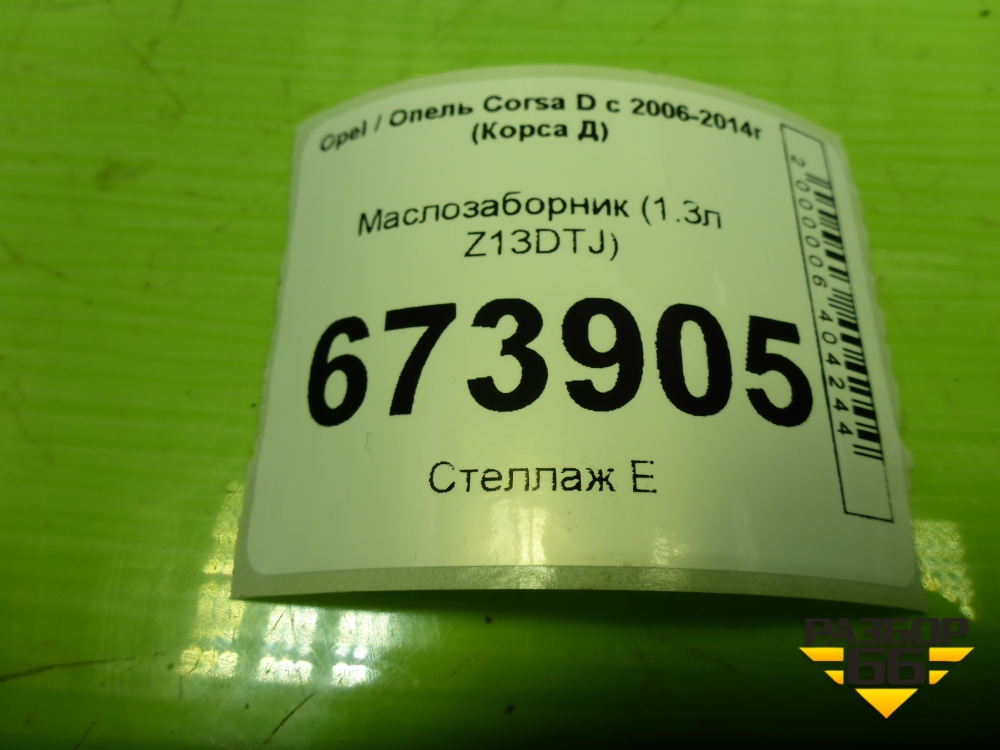 Opel / Опель Corsa D с 2006-2014г
(Корса Д)
Маслозаборник (1.3л
Z13DTJ)
673905
Стеллаж Е
2000006404244
РАЗБОР
66